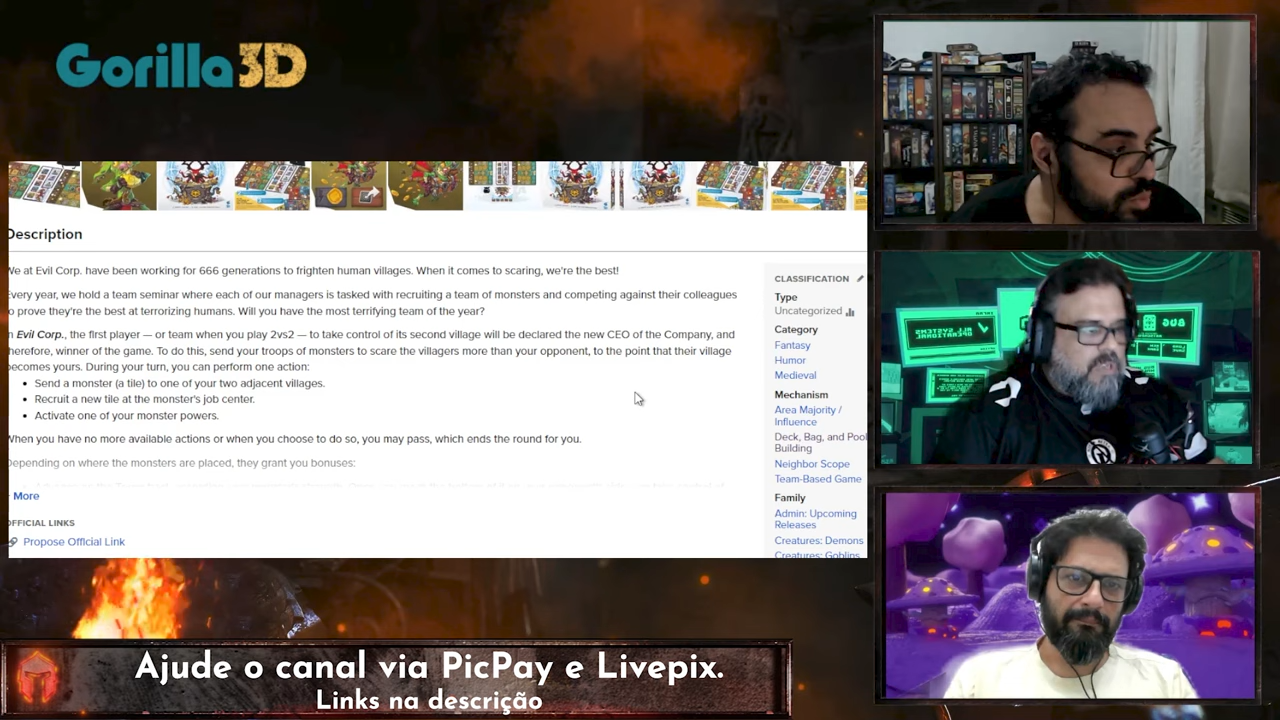 Gorilla3D
Description
We at Evil Corp. have been working for 666 generations to frighten human villages. When it comes to scaring, we're the best!
Every year, we hold a team seminar where each of our managers is tasked with recruiting a team of monsters and competing against their colleagues
o prove they're the best at terrorizing humans. Will you have the most terrifying team of the year?
n Evil Corp., the first player — or team when you play 2vs2 — to take control of its second village will be declared the new CEO of the Company, and
herefore, winner of the game. To do this, send your troops of monsters to scare the villagers more than your opponent, to the point that their village
becomes yours. During your turn, you can perform one action:
• Send a monster (a tile) to one of your two adjacent villages.
• Recruit a new tile at the monster's job center.
• Activate one of your monster powers.
When you have no more available actions or when you choose to do so, you may pass, which ends the round for you.
Depending on where the monsters are placed, they grant you bonuses:
More
OFFICIAL LINKS
Propose Official Link
CLASSIFICATION
Type
Uncategorized
Category
Fantasy
Humor
Medieval
Mechanism
Area Majority /
Influence
Deck, Bag, and Pool
Building
Neighbor Scope
Team-Based Game
Family
Admin: Upcoming
Releases
Creatures: Demons
Creatures: Goblins
Ajude o canal via PicPay e Livepix.
Links na descrição